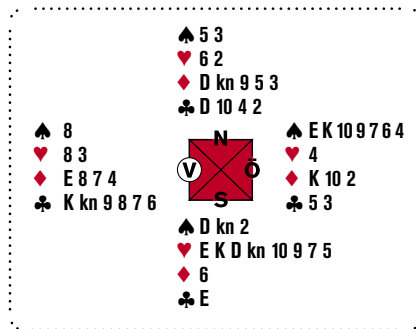 ♠ 5 3
♥ 6 2
♦ D kn 9 5 3
♣ D 10 4 2
♠ 8
♥ 8 3
♦ E 8 7 4
♣ K kn 9 8 7 6
N
V
Ö
S
♠ E K 10 9 7 6 4
♥ 4
♦ K 10 2
♣ 5 3
♠ D kn 2
♥ E K D kn 10 9 7 5
♦ 6
♣ E